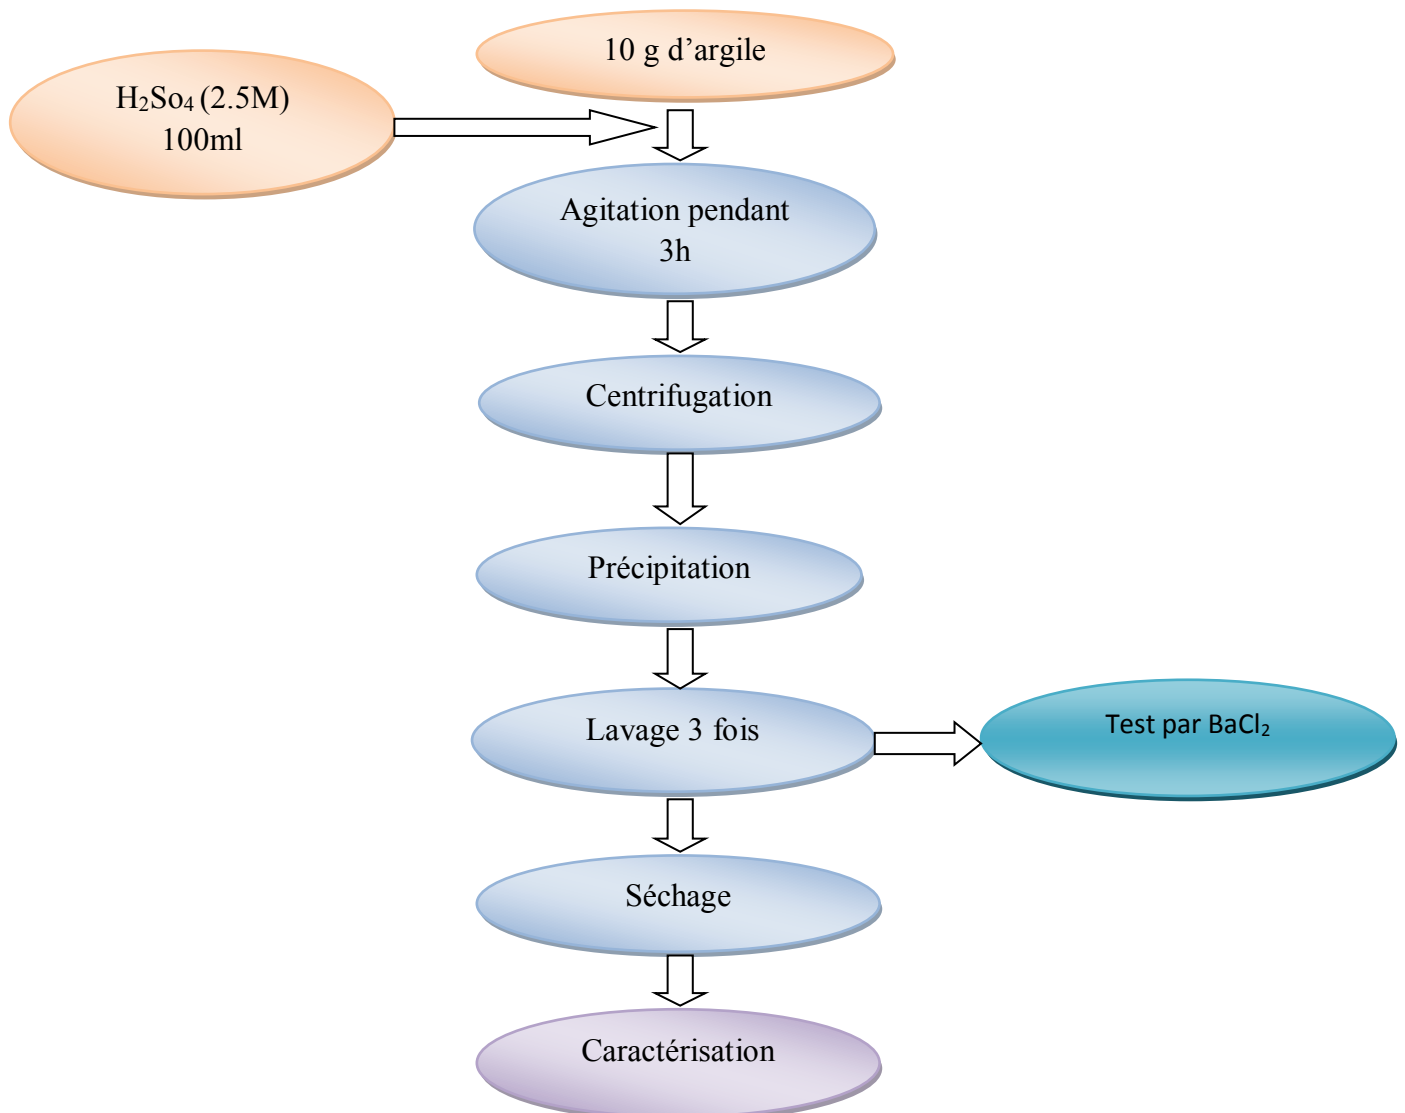 10 g d’argile
H₂So₄ (2.5M)
100ml
Agitation pendant
3h
Centrifugation
Précipitation
Lavage 3 fois
Test par BaCl₂
Séchage
Caractérisation